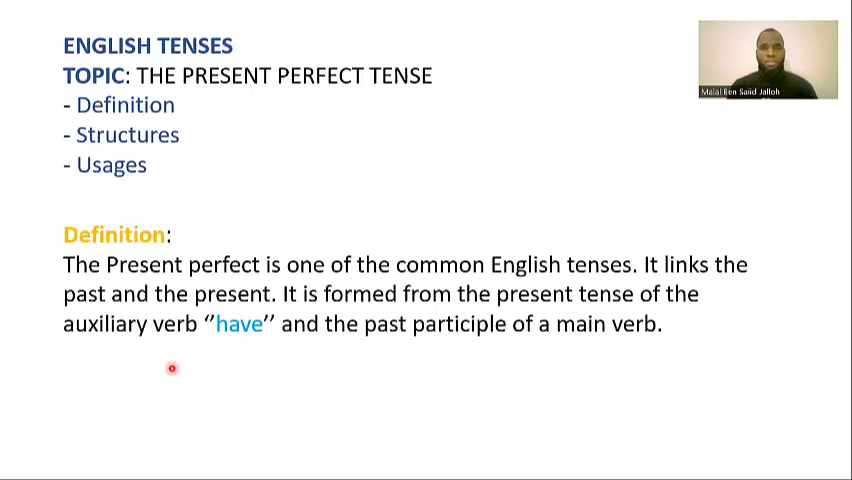 ENGLISH TENSES
TOPIC: THE PRESENT PERFECT TENSE
- Definition
- Structures
- Usages
Malal Ben Saiid Jalloh
Definition:
The Present perfect is one of the common English tenses. It links the
past and the present. It is formed from the present tense of the
auxiliary verb ‘’have’’ and the past participle of a main verb.